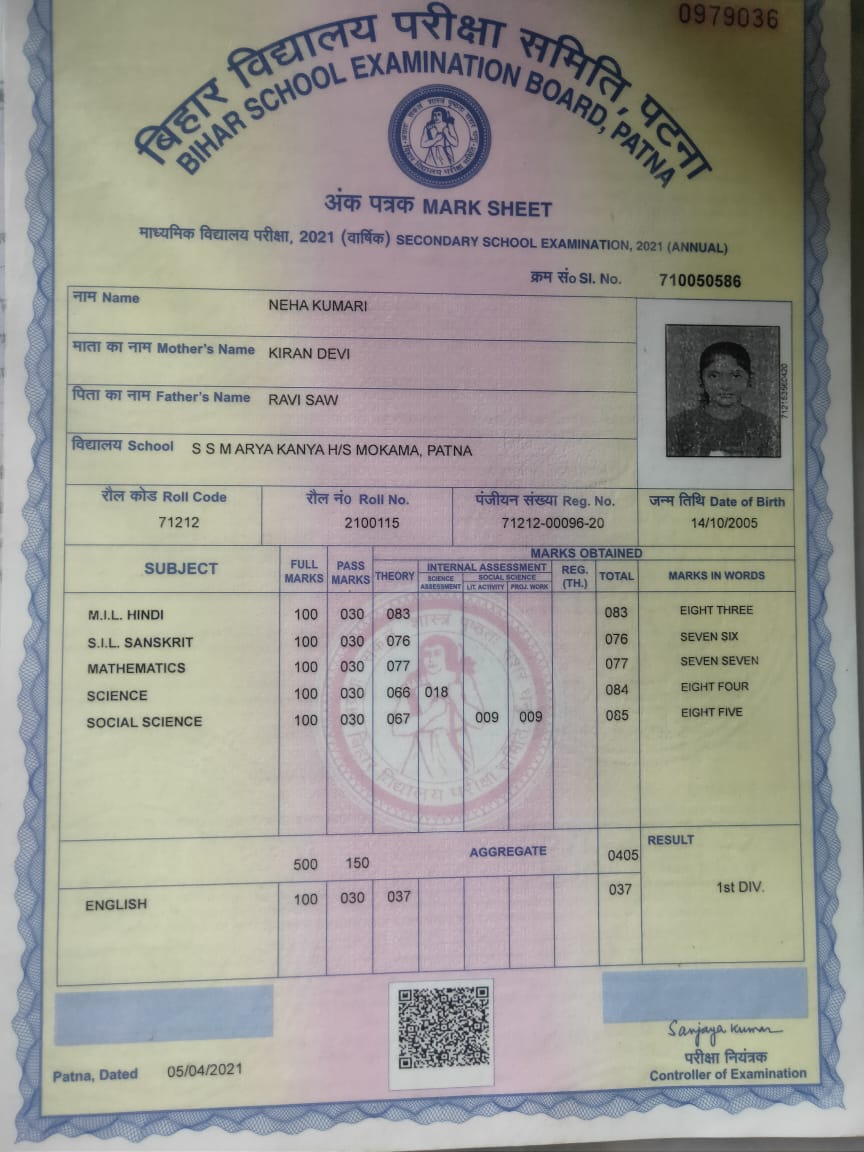 0979036
बिहार विद्यालय परीक्षा समिति, पटना
BIHAR SCHOOL EXAMINATION BOARD, PATNA
अंक पत्रक MARK SHEET
माध्यमिक विद्यालय परीक्षा, 2021 (वार्षिक) SECONDARY SCHOOL EXAMINATION, 2021 (ANNUAL)
क्रम सं० Sl. No. 710050586
नाम Name NEHA KUMARI
माता का नाम Mother's Name KIRAN DEVI
पिता का नाम Father's Name RAVI SAW
विद्यालय School S S M ARYA KANYA H/S MOKAMA, PATNA
रौल कोड Roll Code रौल नं० Roll No. पंजीयन संख्या Reg. No. जन्म तिथि Date of Birth
71212 2100115 71212-00096-20 14/10/2005
SUBJECT FULL MARKS PASS MARKS MARKS OBTAINED
THEORY INTERNAL ASSESSMENT REG. (TH.) TOTAL MARKS IN WORDS
SCIENCE ASSESSMENT SOCIAL SCIENCE
LIT. ACTIVITY PROJ. WORK
M.I.L. HINDI 100 030 083 083 EIGHT THREE
S.I.L. SANSKRIT 100 030 076 076 SEVEN SIX
MATHEMATICS 100 030 077 077 SEVEN SEVEN
SCIENCE 100 030 066 018 084 EIGHT FOUR
SOCIAL SCIENCE 100 030 067 009 009 085 EIGHT FIVE
500 150 AGGREGATE 0405 RESULT
ENGLISH 100 030 037 037 1st DIV.
Sanjaya Kumar
परीक्षा नियंत्रक
Patna, Dated 05/04/2021 Controller of Examination